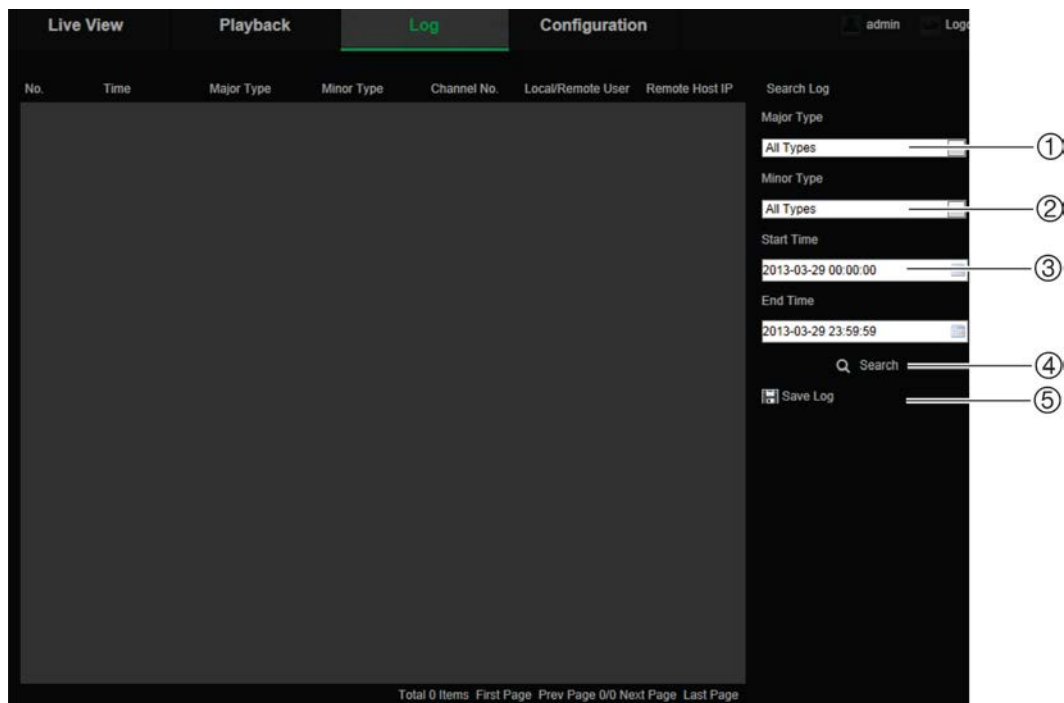 Live View Playback Log Configuration admin
No. Time Major Type Minor Type Channel No. Local/Remote User Remote Host IP Search Log
Major Type
All Types ①
Minor Type
All Types ②
Start Time
2013-03-29 00:00:00 ③
End Time
2013-03-29 23:59:59
Search ④
Save Log ⑤
Total 0 Items First Page Prev Page 0/0 Next Page Last Page